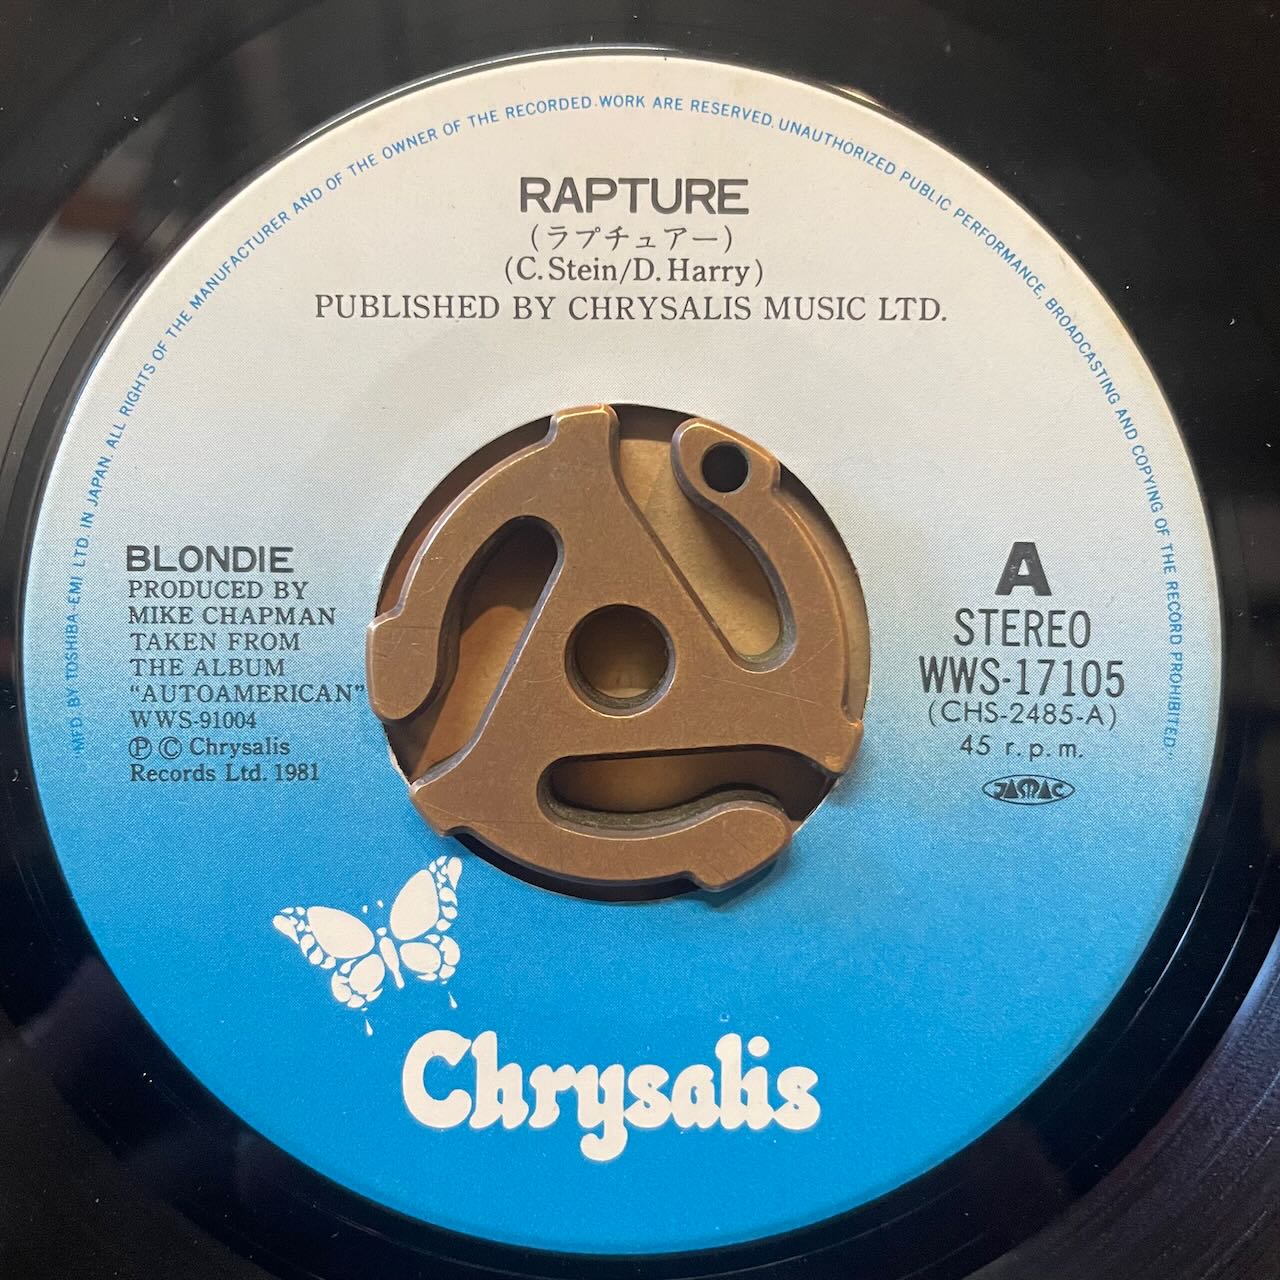 "MFD. BY TOSHIBA-EMI LTD. IN JAPAN. ALL RIGHTS OF THE MANUFACTURER AND OF THE OWNER OF THE RECORDED WORK ARE RESERVED. UNAUTHORIZED PUBLIC PERFORMANCE, BROADCASTING AND COPYING OF THE RECORD PROHIBITED."
RAPTURE
(ラプチュアー)
(C. Stein/D. Harry)
PUBLISHED BY CHRYSALIS MUSIC LTD.
BLONDIE
PRODUCED BY
MIKE CHAPMAN
TAKEN FROM
THE ALBUM
"AUTOAMERICAN"
WWS-91004
Ⓟ © Chrysalis
Records Ltd. 1981
A
STEREO
WWS-17105
(CHS-2485-A)
45 r.p.m.
JASRAC
Chrysalis